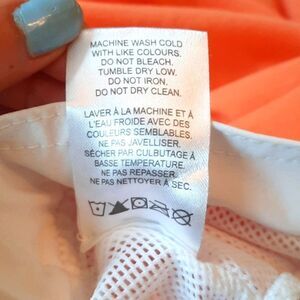 MACHINE WASH COLD
WITH LIKE COLOURS.
DO NOT BLEACH.
TUMBLE DRY LOW.
DO NOT IRON.
DO NOT DRY CLEAN.
LAVER À LA MACHINE ET À
L'EAU FROIDE AVEC DES
COULEURS SEMBLABLES.
NE PAS JAVELLISER.
SÉCHER PAR CULBUTAGE À
BASSE TEMPERATURE.
NE PAS REPASSER.
NE PAS NETTOYER À SEC.